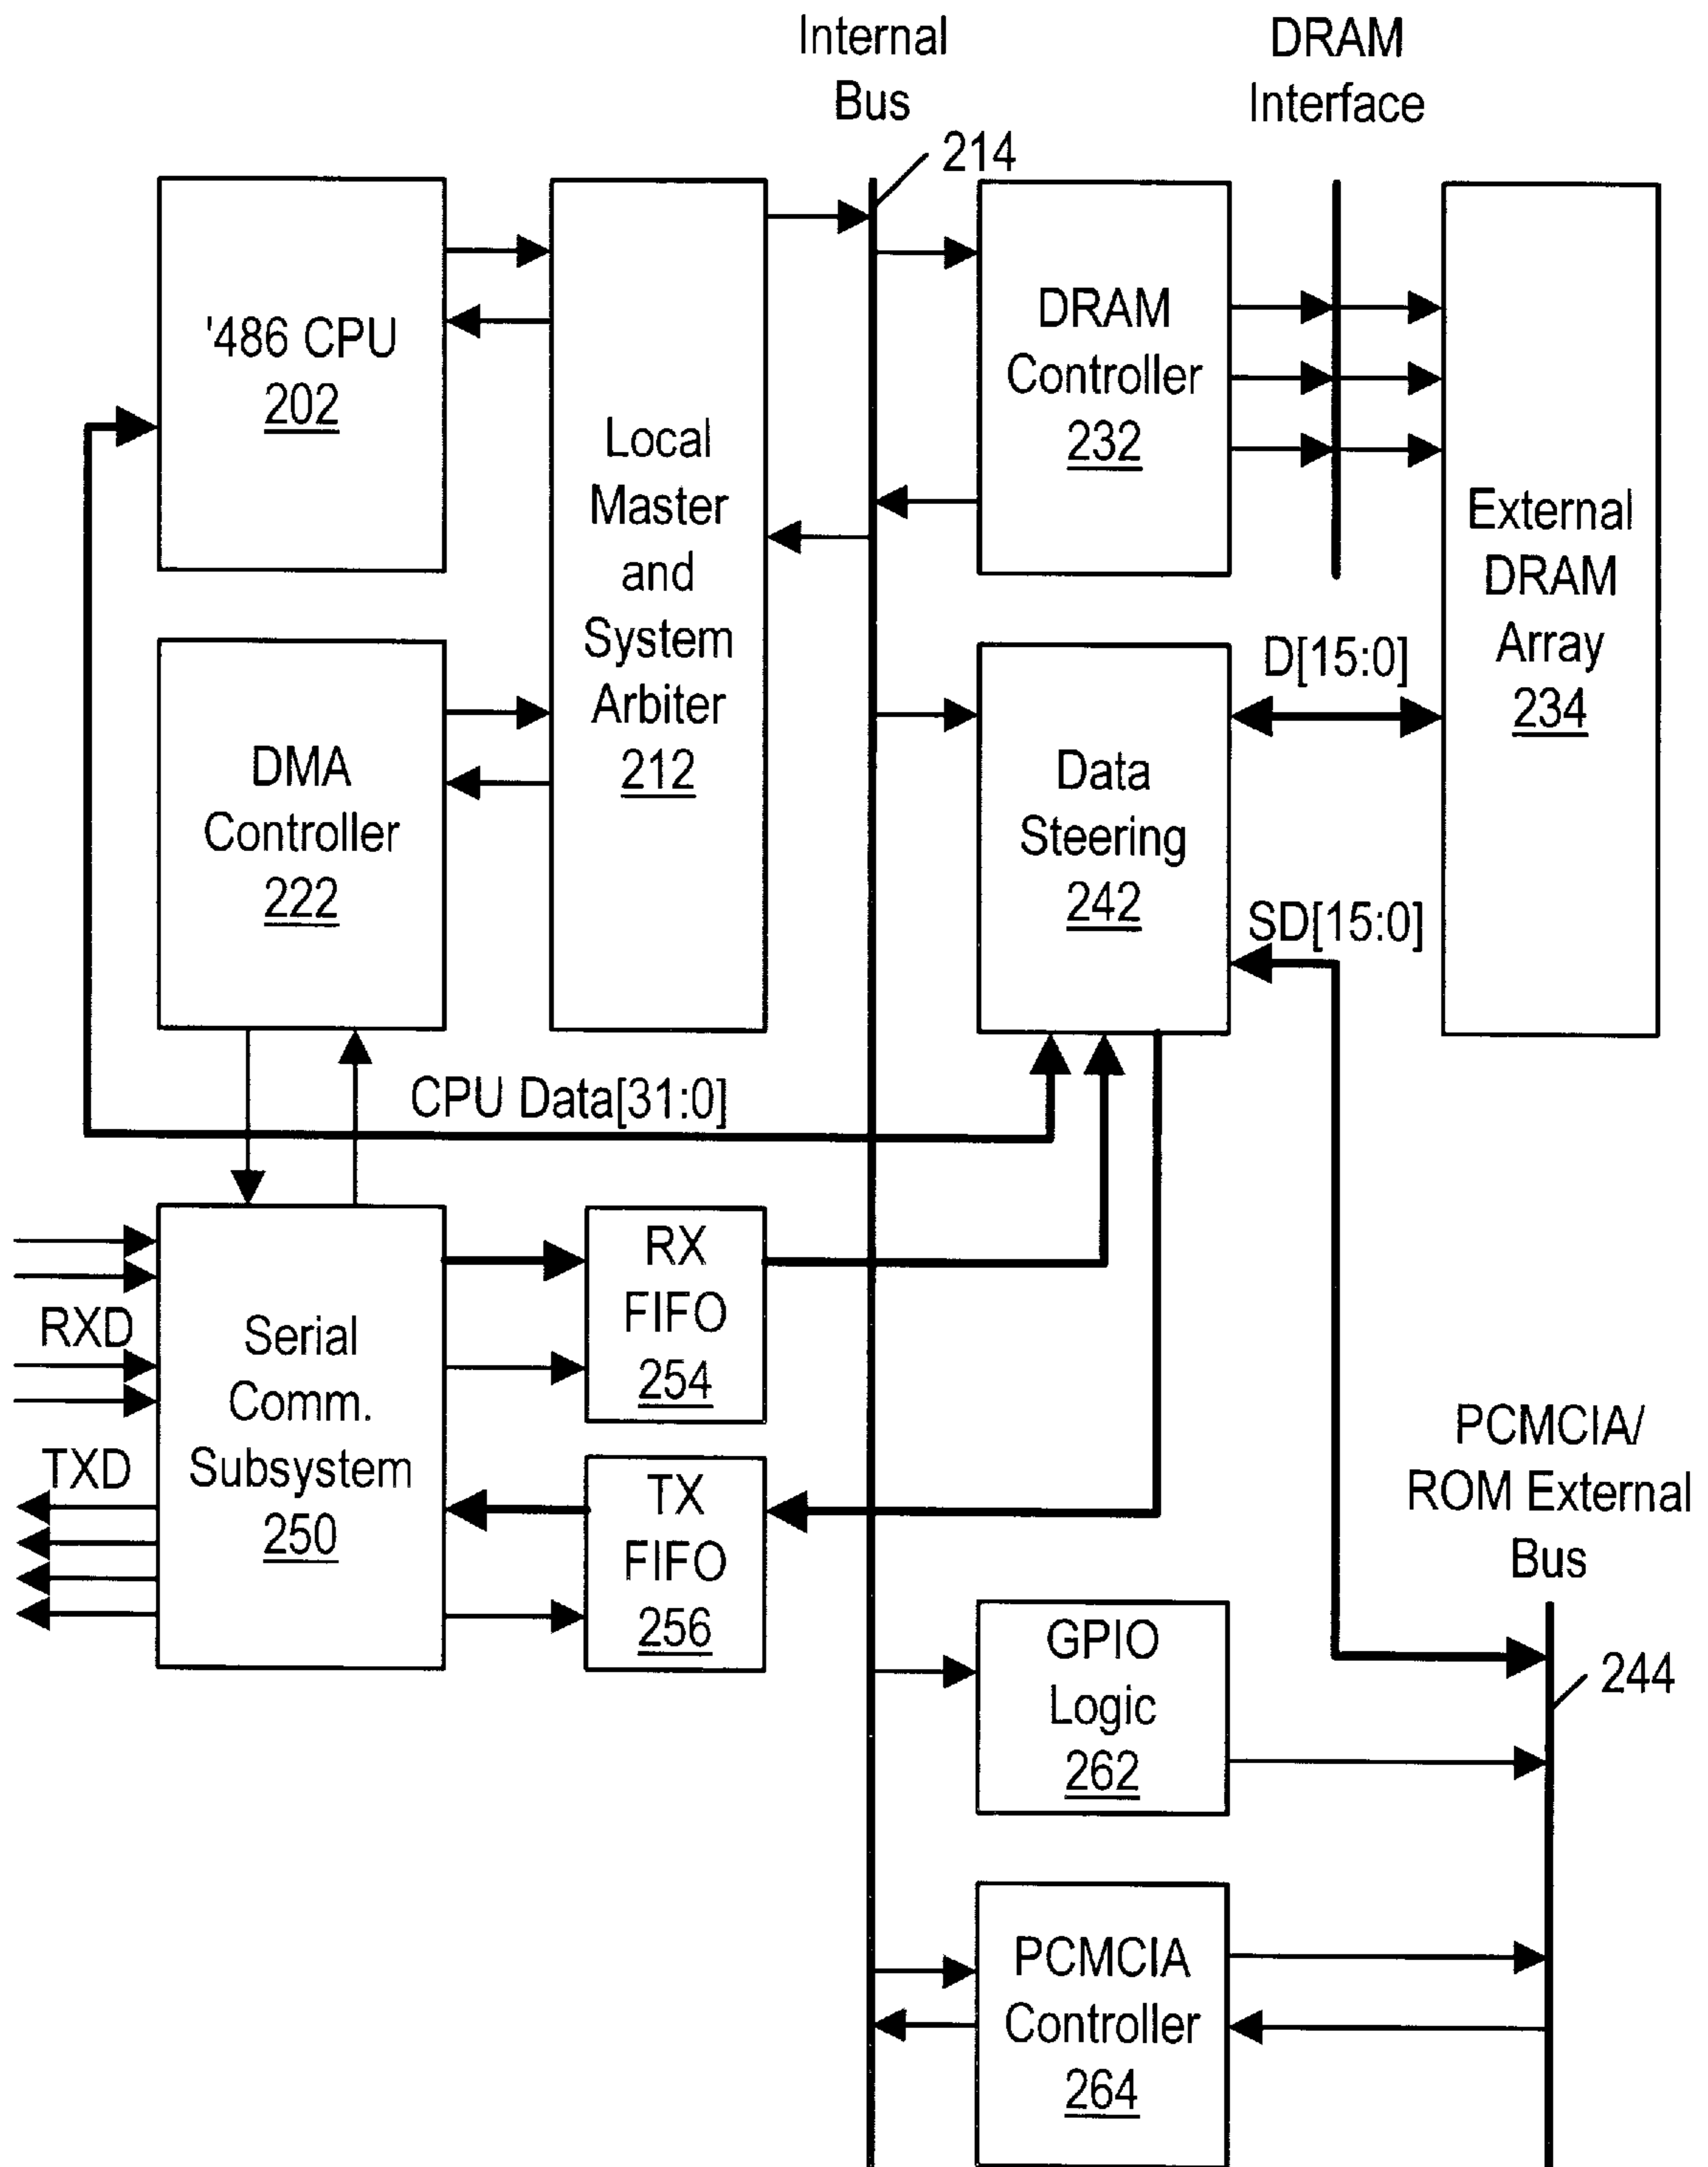 Internal
Bus
DRAM
Interface
214
'486 CPU
202
Local
Master
and
System
Arbiter
212
DRAM
Controller
232
External
DRAM
Array
234
DMA
Controller
222
Data
Steering
242
D[15:0]
SD[15:0]
CPU Data[31:0]
RXD
TXD
Serial
Comm.
Subsystem
250
RX
FIFO
254
TX
FIFO
256
PCMCIA/
ROM External
Bus
244
GPIO
Logic
262
PCMCIA
Controller
264